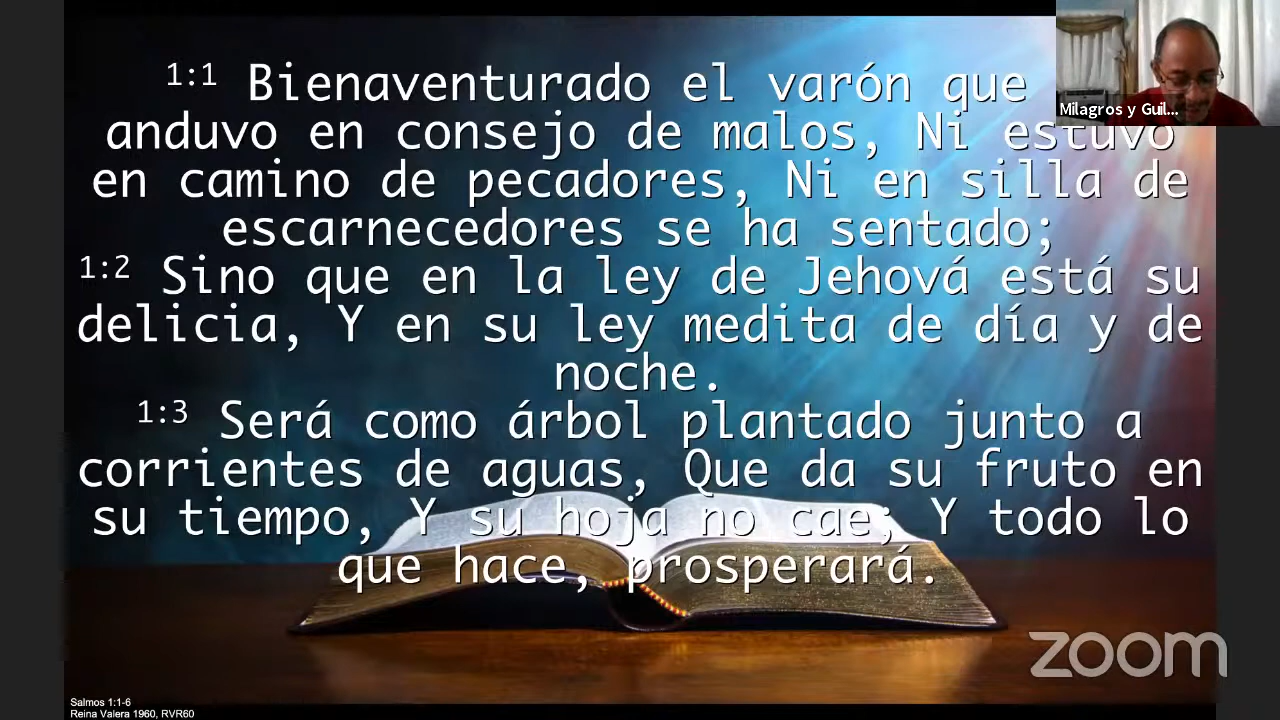 1:1 Bienaventurado el varón que
Milagros y Guil...
anduvo en consejo de malos, Ni estuvo
en camino de pecadores, Ni en silla de
escarnecedores se ha sentado;
1:2 Sino que en la ley de Jehová está su
delicia, Y en su ley medita de día y de
noche.
1:3 Será como árbol plantado junto a
corrientes de aguas, Que da su fruto en
su tiempo, Y su hoja no cae; Y todo lo
que hace, prosperará.
zoom
Salmos 1:1-6
Reina Valera 1960, RVR60